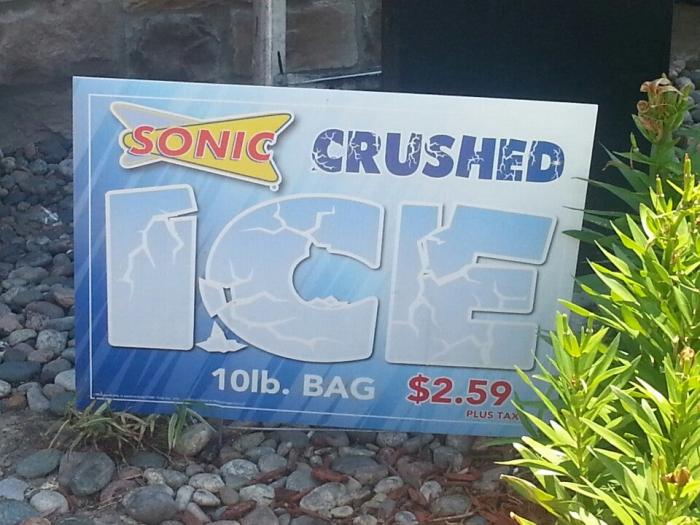 SONIC CRUSHED
ICE
10lb. BAG $2.59
PLUS TAX